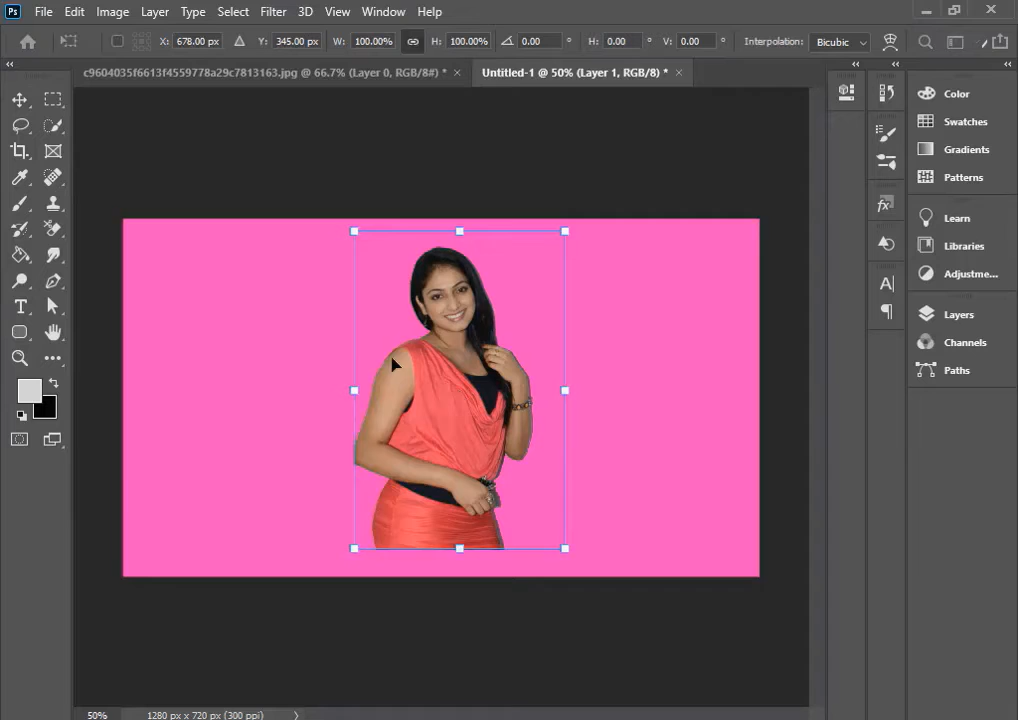 Ps File Edit Image Layer Type Select Filter 3D View Window Help
X: 678.00 px Y: 345.00 px W: 100.00% H: 100.00% 0.00 ° H: 0.00 ° V: 0.00 ° Interpolation: Bicubic
c9604035f6613f4559778a29c7813163.jpg @ 66.7% (Layer 0, RGB/8#) * × Untitled-1 @ 50% (Layer 1, RGB/8) * ×
Color
Swatches
Gradients
Patterns
fx
Learn
Libraries
Adjustme...
A
Layers
Channels
Paths
T
50% 1280 px x 720 px (300 ppi)